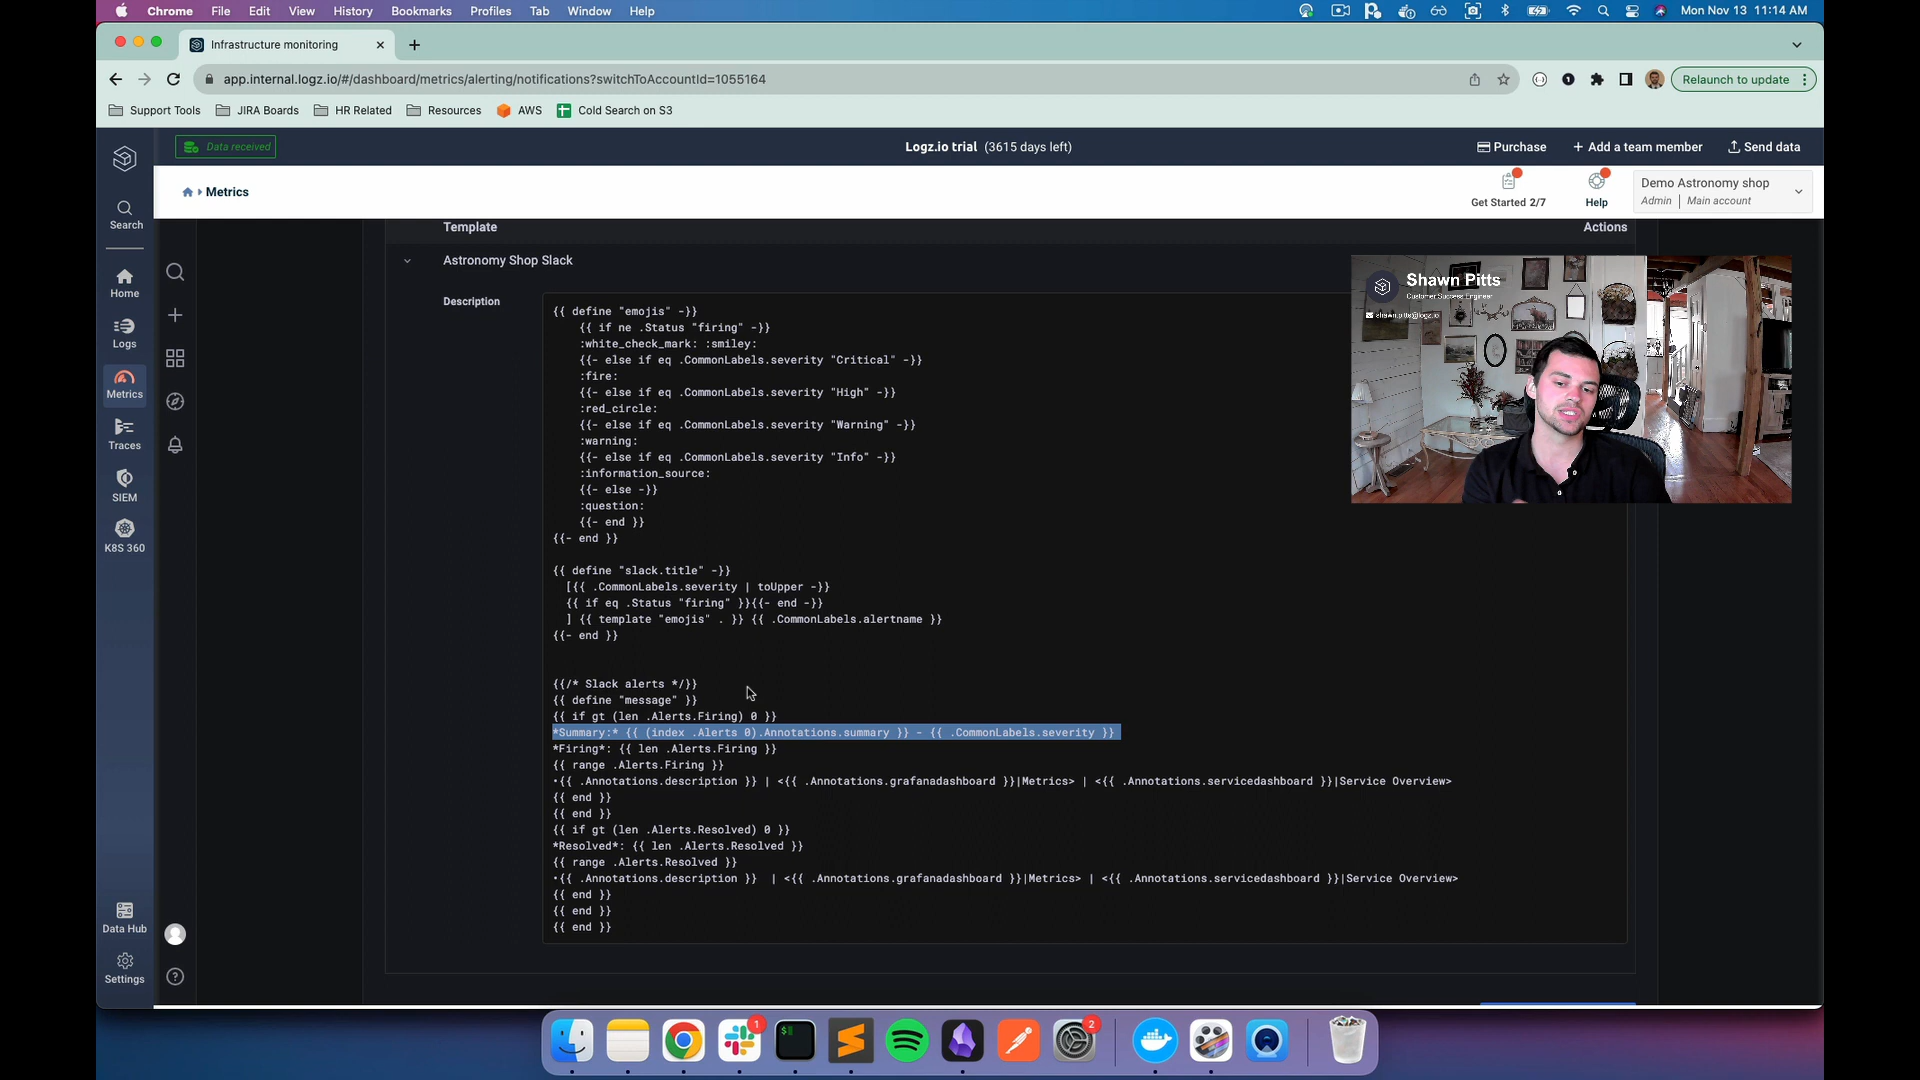 Chrome File Edit View History Bookmarks Profiles Tab Window Help
Mon Nov 13 11:14 AM
Infrastructure monitoring
app.internal.logz.io/#/dashboard/metrics/alerting/notifications?switchToAccountId=1055164
Relaunch to update
Support Tools JIRA Boards HR Related Resources AWS Cold Search on S3
Data received
Logz.io trial (3615 days left)
Purchase + Add a team member Send data
Metrics
Get Started 2/7
Help
Demo Astronomy shop
Admin | Main account
Search
Home
Logs
Metrics
Traces
SIEM
K8S 360
Data Hub
Settings
Template
Actions
Astronomy Shop Slack
Shawn Pitts
Customer Success Engineer
shawn.pitts@logz.io
Description
{{ define "emojis" -}}
{{ if ne .Status "firing" -}}
:white_check_mark: :smiley:
{{- else if eq .CommonLabels.severity "Critical" -}}
:fire:
{{- else if eq .CommonLabels.severity "High" -}}
:red_circle:
{{- else if eq .CommonLabels.severity "Warning" -}}
:warning:
{{- else if eq .CommonLabels.severity "Info" -}}
:information_source:
{{- else -}}
:question:
{{- end }}
{{- end }}
{{ define "slack.title" -}}
[{{ .CommonLabels.severity | toUpper -}}
{{ if eq .Status "firing" }}{{- end -}}
] {{ template "emojis" . }} {{ .CommonLabels.alertname }}
{{- end }}
{{/* Slack alerts */}}
{{ define "message" }}
{{ if gt (len .Alerts.Firing) 0 }}
*Summary:* {{ (index .Alerts 0).Annotations.summary }} - {{ .CommonLabels.severity }}
*Firing*: {{ len .Alerts.Firing }}
{{ range .Alerts.Firing }}
•{{ .Annotations.description }} | <{{ .Annotations.grafanadashboard }}|Metrics> | <{{ .Annotations.servicedashboard }}|Service Overview>
{{ end }}
{{ end }}
{{ if gt (len .Alerts.Resolved) 0 }}
*Resolved*: {{ len .Alerts.Resolved }}
{{ range .Alerts.Resolved }}
•{{ .Annotations.description }} | <{{ .Annotations.grafanadashboard }}|Metrics> | <{{ .Annotations.servicedashboard }}|Service Overview>
{{ end }}
{{ end }}
{{ end }}
1
2